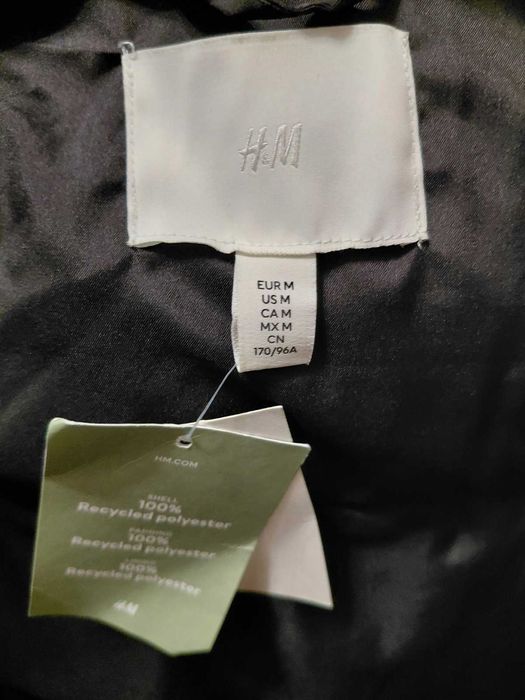 H&M
EUR M
US M
CA M
MX M
CN
170/96A
HM.COM
SHELL
100%
Recycled polyester
PADDING
100%
Recycled polyester
LINING
100%
Recycled polyester
H&M